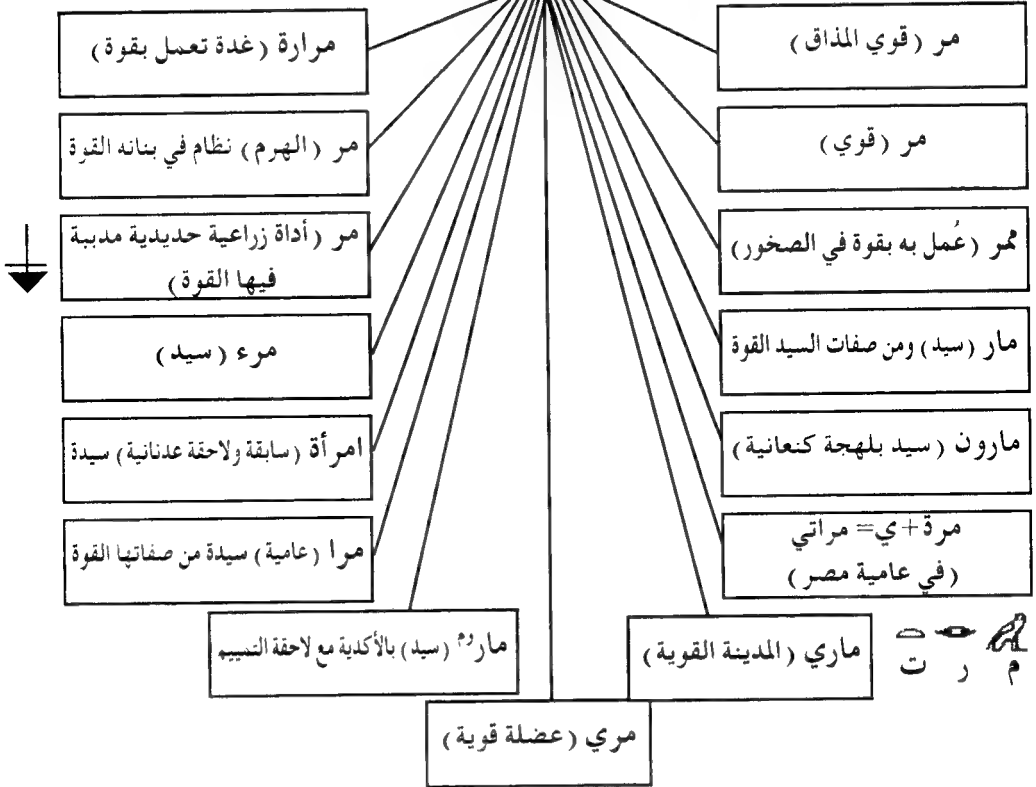 مر (قوي المذاق)
مرارة (غدة تعمل بقوة)
مر (قوي)
مر (الهرم) نظام في بنائه القوة
ممر (عُمل به بقوة في الصخور)
مر (أداة زراعية حديدية مدببة
فيها القوة)
مار (سيد) ومن صفات السيد القوة
مرء (سيد)
مارون (سيد بلهجة كنعانية)
امرأة (سابقة ولاحقة عدنانية) سيدة
مرة+ي= مراتي
(في عامية مصر)
مرا (عامية) سيدة من صفاتها القوة
م ر ت
ماري (المدينة القوية)
مار (سيد) بالأكدية مع لاحقة التمييم
مري (عضلة قوية)